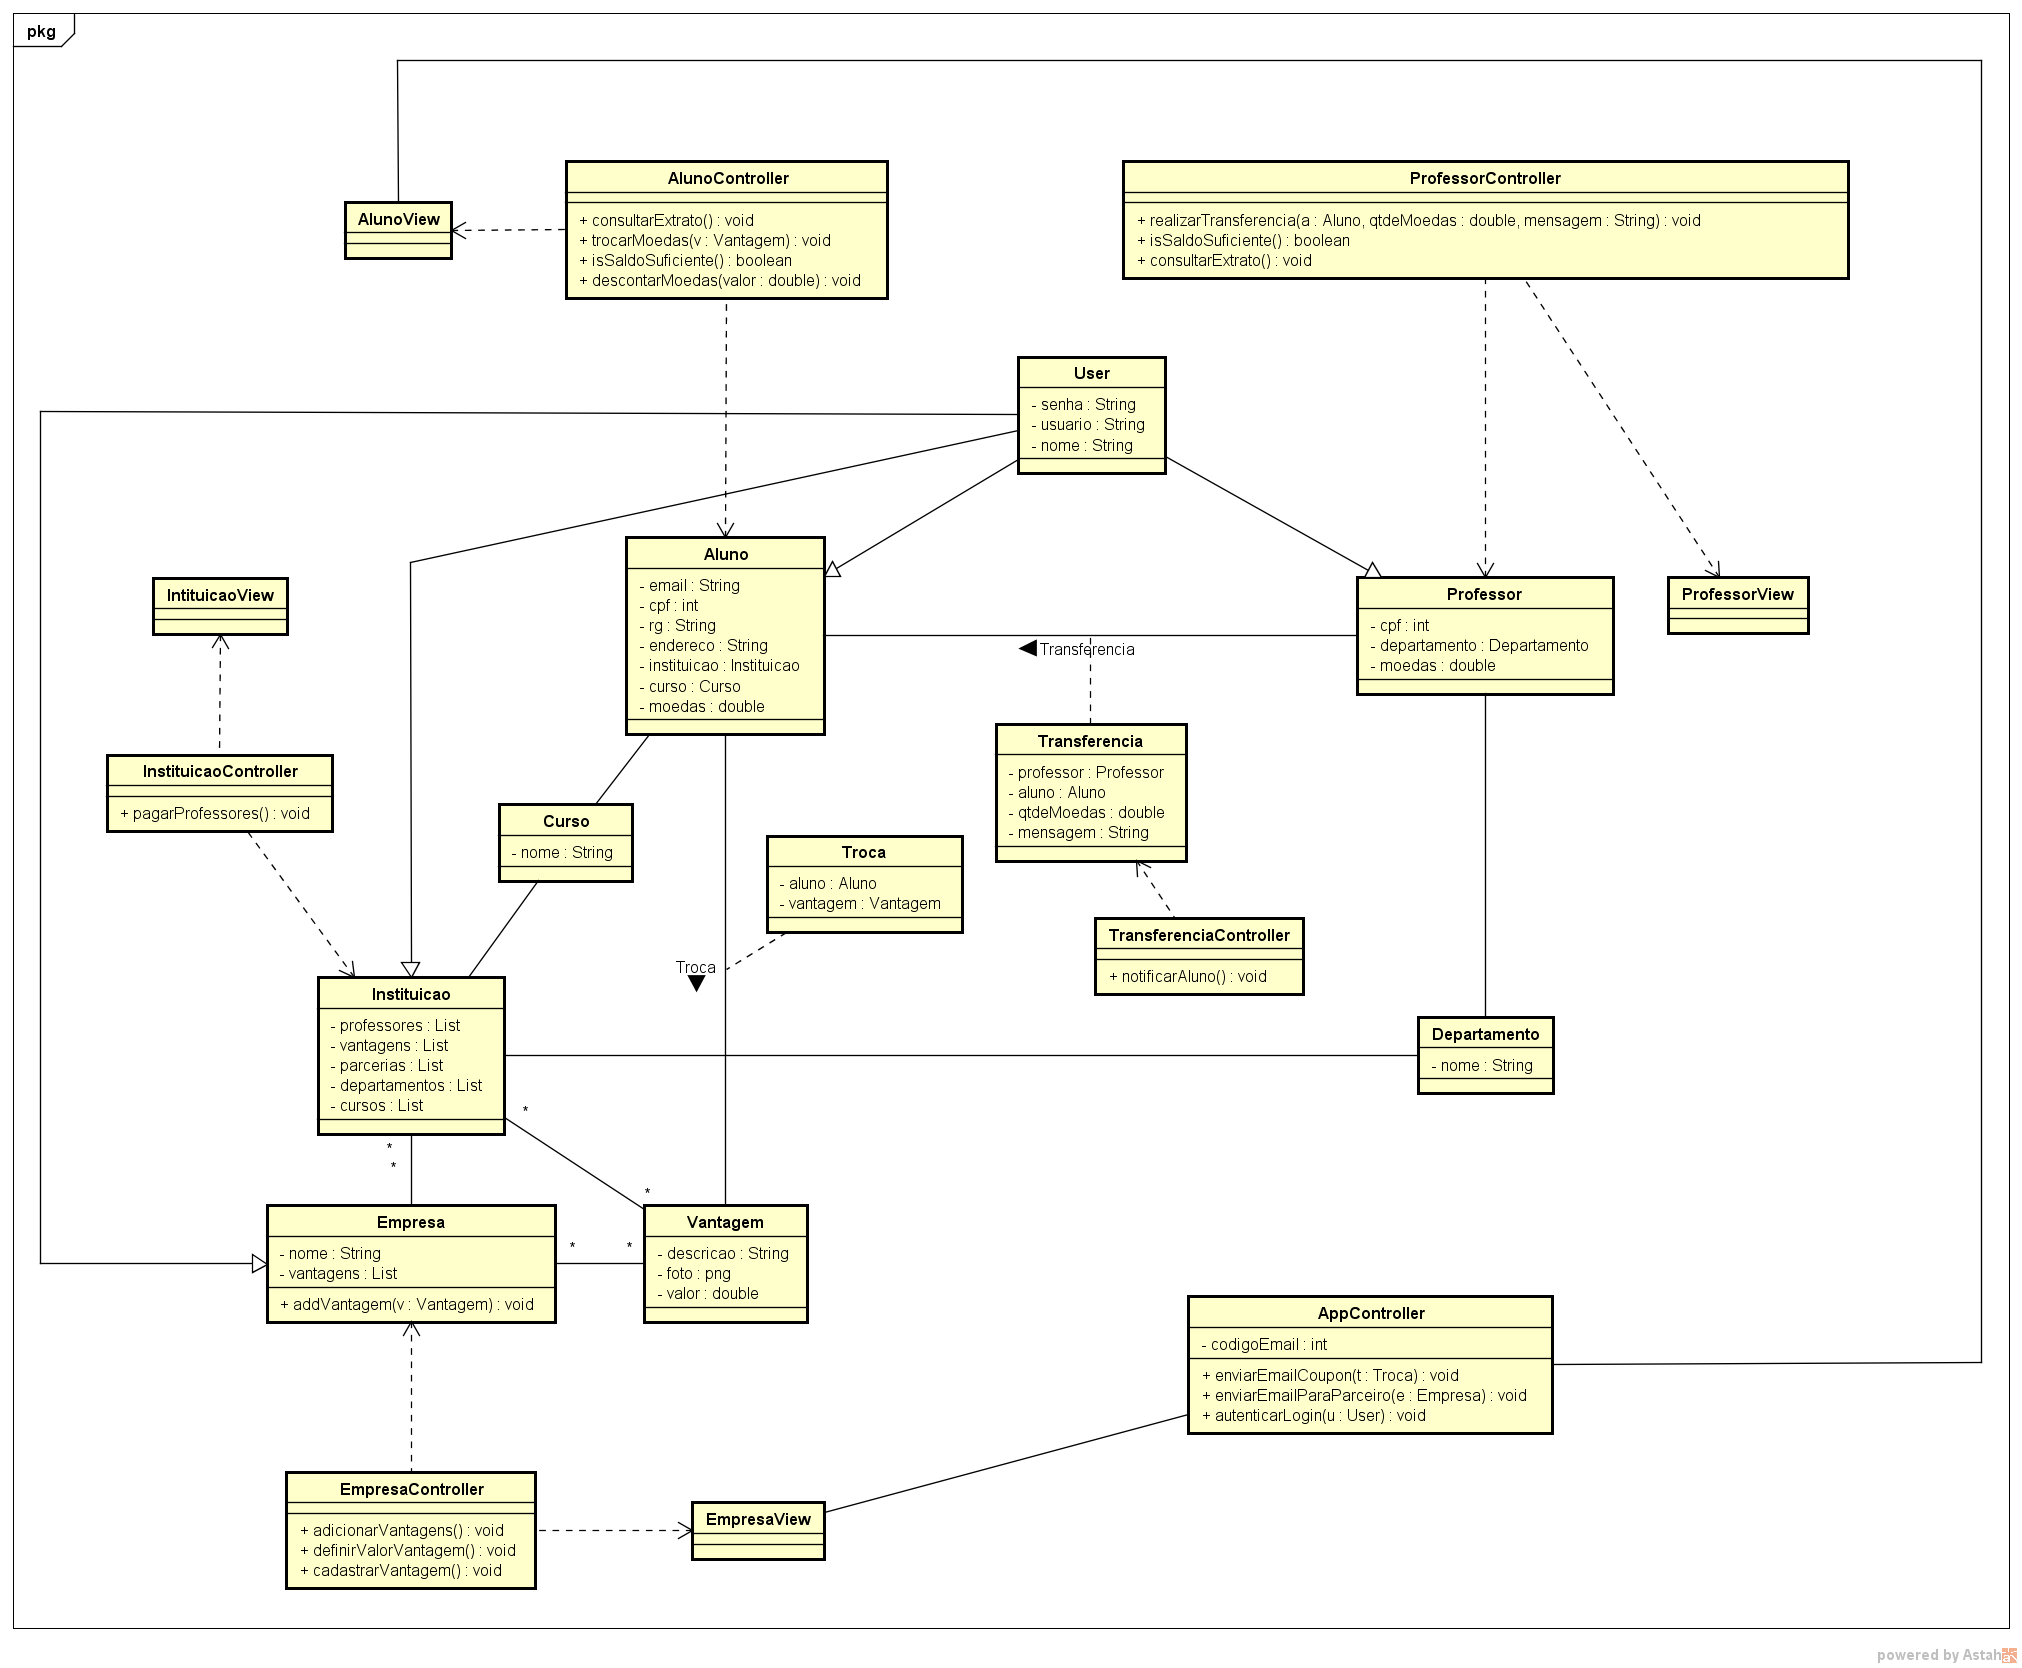 pkg
AlunoController
+ consultarExtrato() : void
+ trocarMoedas(v : Vantagem) : void
+ isSaldoSuficiente() : boolean
+ descontarMoedas(valor : double) : void
ProfessorController
+ realizarTransferencia(a : Aluno, qtdeMoedas : double, mensagem : String) : void
+ isSaldoSuficiente() : boolean
+ consultarExtrato() : void
AlunoView
User
- senha : String
- usuario : String
- nome : String
Aluno
- email : String
- cpf : int
- rg : String
- endereco : String
- instituicao : Instituicao
- curso : Curso
- moedas : double
IntituicaoView
Professor
- cpf : int
- departamento : Departamento
- moedas : double
ProfessorView
Transferencia
Transferencia
- professor : Professor
- aluno : Aluno
- qtdeMoedas : double
- mensagem : String
InstituicaoController
+ pagarProfessores() : void
Curso
- nome : String
Troca
- aluno : Aluno
- vantagem : Vantagem
TransferenciaController
+ notificarAluno() : void
Troca
Instituicao
- professores : List
- vantagens : List
- parcerias : List
- departamentos : List
- cursos : List
Departamento
- nome : String
*
*
*
*
Empresa
- nome : String
- vantagens : List
+ addVantagem(v : Vantagem) : void
*
*
Vantagem
- descricao : String
- foto : png
- valor : double
AppController
- codigoEmail : int
+ enviarEmailCoupon(t : Troca) : void
+ enviarEmailParaParceiro(e : Empresa) : void
+ autenticarLogin(u : User) : void
EmpresaController
+ adicionarVantagens() : void
+ definirValorVantagem() : void
+ cadastrarVantagem() : void
EmpresaView
powered by Astah